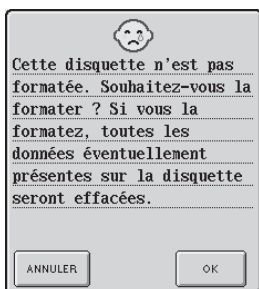 Cette disquette n'est pas
formatée. Souhaitez-vous la
formater ? Si vous la
formatez, toutes les
données éventuellement
présentes sur la disquette
seront effacées.
ANNULER
OK